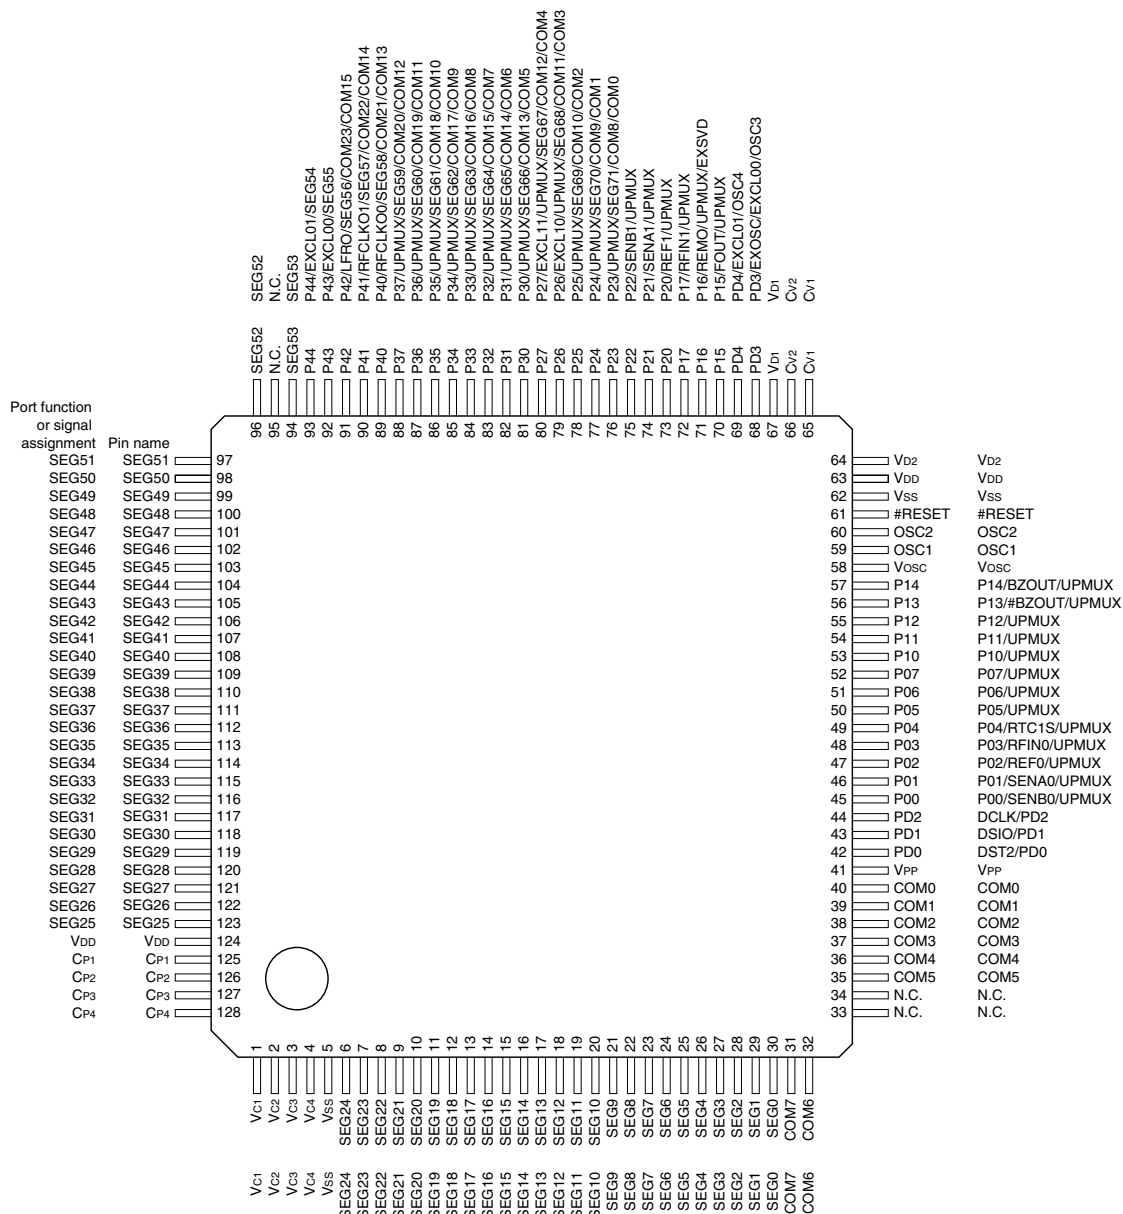 SEG52
N.C.
SEG53
P44/EXCL01/SEG54
P43/EXCL00/SEG55
P42/LFRO/SEG56/COM23/COM15
P41/RFCLKO1/SEG57/COM22/COM14
P40/RFCLKO0/SEG58/COM21/COM13
P37/UPMUX/SEG59/COM20/COM12
P36/UPMUX/SEG60/COM19/COM11
P35/UPMUX/SEG61/COM18/COM10
P34/UPMUX/SEG62/COM17/COM9
P33/UPMUX/SEG63/COM16/COM8
P32/UPMUX/SEG64/COM15/COM7
P31/UPMUX/SEG65/COM14/COM6
P30/UPMUX/SEG66/COM13/COM5
P27/EXCL11/UPMUX/SEG67/COM12/COM4
P26/EXCL10/UPMUX/SEG68/COM11/COM3
P25/UPMUX/SEG69/COM10/COM2
P24/UPMUX/SEG70/COM9/COM1
P23/UPMUX/SEG71/COM8/COM0
P22/SENB1/UPMUX
P21/SENA1/UPMUX
P20/REF1/UPMUX
P17/RFIN1/UPMUX
P16/REMO/UPMUX/EXSVD
P15/FOUT/UPMUX
PD4/EXCL01/OSC4
PD3/EXOSC/EXCL00/OSC3
VD1
CV2
CV1
SEG52
N.C.
SEG53
P44
P43
P42
P41
P40
P37
P36
P35
P34
P33
P32
P31
P30
P27
P26
P25
P24
P23
P22
P21
P20
P17
P16
P15
PD4
PD3
VD1
CV2
CV1
96
95
94
93
92
91
90
89
88
87
86
85
84
83
82
81
80
79
78
77
76
75
74
73
72
71
70
69
68
67
66
65
Port function
or signal
assignment Pin name
SEG51 SEG51 97
SEG50 SEG50 98
SEG49 SEG49 99
SEG48 SEG48 100
SEG47 SEG47 101
SEG46 SEG46 102
SEG45 SEG45 103
SEG44 SEG44 104
SEG43 SEG43 105
SEG42 SEG42 106
SEG41 SEG41 107
SEG40 SEG40 108
SEG39 SEG39 109
SEG38 SEG38 110
SEG37 SEG37 111
SEG36 SEG36 112
SEG35 SEG35 113
SEG34 SEG34 114
SEG33 SEG33 115
SEG32 SEG32 116
SEG31 SEG31 117
SEG30 SEG30 118
SEG29 SEG29 119
SEG28 SEG28 120
SEG27 SEG27 121
SEG26 SEG26 122
SEG25 SEG25 123
VDD VDD 124
CP1 CP1 125
CP2 CP2 126
CP3 CP3 127
CP4 CP4 128
64 VD2 VD2
63 VDD VDD
62 VSS VSS
61 #RESET #RESET
60 OSC2 OSC2
59 OSC1 OSC1
58 VOSC VOSC
57 P14 P14/BZOUT/UPMUX
56 P13 P13/#BZOUT/UPMUX
55 P12 P12/UPMUX
54 P11 P11/UPMUX
53 P10 P10/UPMUX
52 P07 P07/UPMUX
51 P06 P06/UPMUX
50 P05 P05/UPMUX
49 P04 P04/RTC1S/UPMUX
48 P03 P03/RFIN0/UPMUX
47 P02 P02/REF0/UPMUX
46 P01 P01/SENA0/UPMUX
45 P00 P00/SENB0/UPMUX
44 PD2 DCLK/PD2
43 PD1 DSIO/PD1
42 PD0 DST2/PD0
41 VPP VPP
40 COM0 COM0
39 COM1 COM1
38 COM2 COM2
37 COM3 COM3
36 COM4 COM4
35 COM5 COM5
34 N.C. N.C.
33 N.C. N.C.
1
2
3
4
5
6
7
8
9
10
11
12
13
14
15
16
17
18
19
20
21
22
23
24
25
26
27
28
29
30
31
32
VC1
VC2
VC3
VC4
VSS
SEG24
SEG23
SEG22
SEG21
SEG20
SEG19
SEG18
SEG17
SEG16
SEG15
SEG14
SEG13
SEG12
SEG11
SEG10
SEG9
SEG8
SEG7
SEG6
SEG5
SEG4
SEG3
SEG2
SEG1
SEG0
COM7
COM6
VC1
VC2
VC3
VC4
VSS
SEG24
SEG23
SEG22
SEG21
SEG20
SEG19
SEG18
SEG17
SEG16
SEG15
SEG14
SEG13
SEG12
SEG11
SEG10
SEG9
SEG8
SEG7
SEG6
SEG5
SEG4
SEG3
SEG2
SEG1
SEG0
COM7
COM6